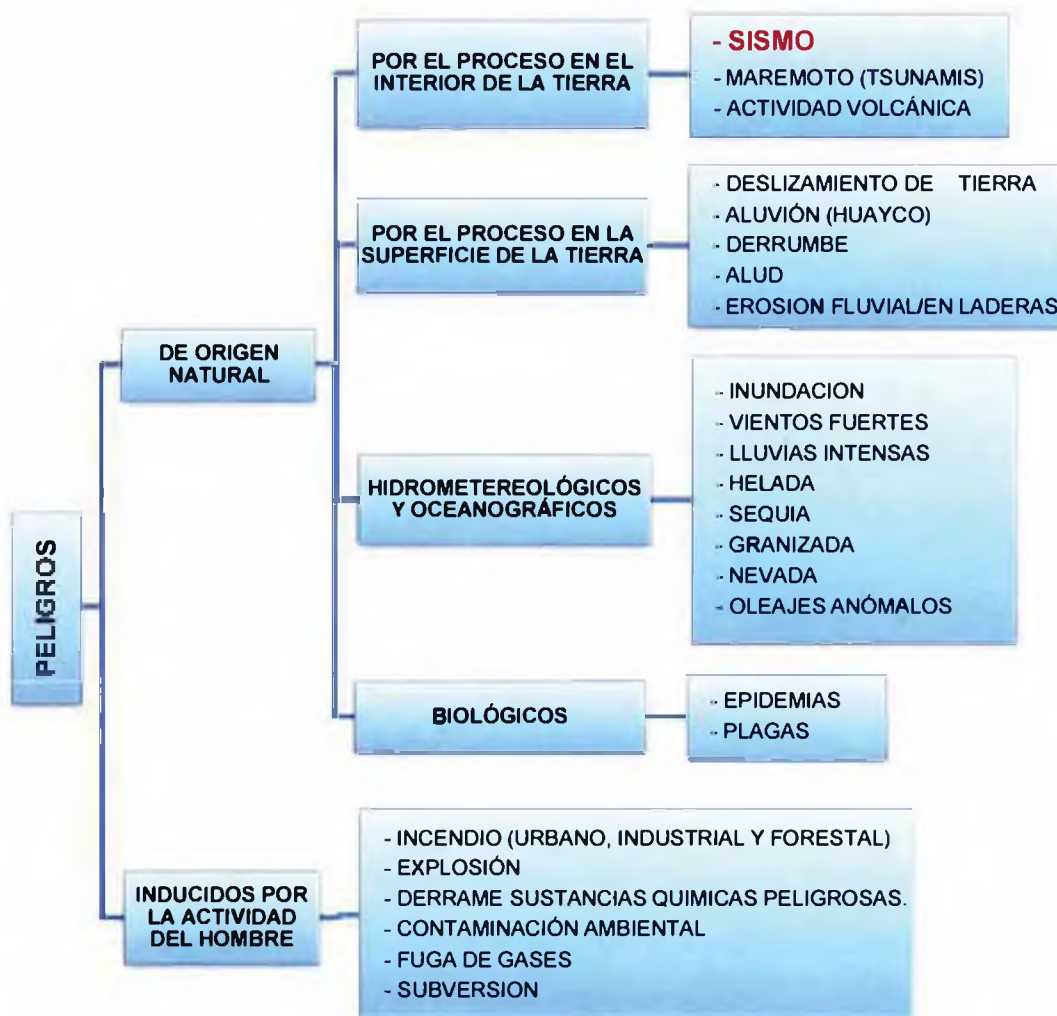 PELIGROS
DE ORIGEN
NATURAL
POR EL PROCESO EN EL
INTERIOR DE LA TIERRA
- SISMO
- MAREMOTO (TSUNAMIS)
- ACTIVIDAD VOLCÁNICA
POR EL PROCESO EN LA
SUPERFICIE DE LA TIERRA
- DESLIZAMIENTO DE TIERRA
- ALUVIÓN (HUAYCO)
- DERRUMBE
- ALUD
- EROSION FLUVIAL/EN LADERAS
HIDROMETEREOLÓGICOS
Y OCEANOGRÁFICOS
- INUNDACION
- VIENTOS FUERTES
- LLUVIAS INTENSAS
- HELADA
- SEQUIA
- GRANIZADA
- NEVADA
- OLEAJES ANÓMALOS
BIOLÓGICOS
- EPIDEMIAS
- PLAGAS
INDUCIDOS POR
LA ACTIVIDAD
DEL HOMBRE
- INCENDIO (URBANO, INDUSTRIAL Y FORESTAL)
- EXPLOSIÓN
- DERRAME SUSTANCIAS QUIMICAS PELIGROSAS.
- CONTAMINACIÓN AMBIENTAL
- FUGA DE GASES
- SUBVERSION